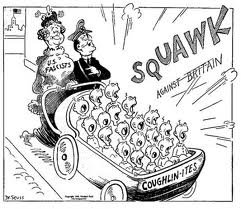 SQUAWK
AGAINST BRITAIN
U.S.
FASCISTS
COUGHLIN-ITES
DR. SEUSS